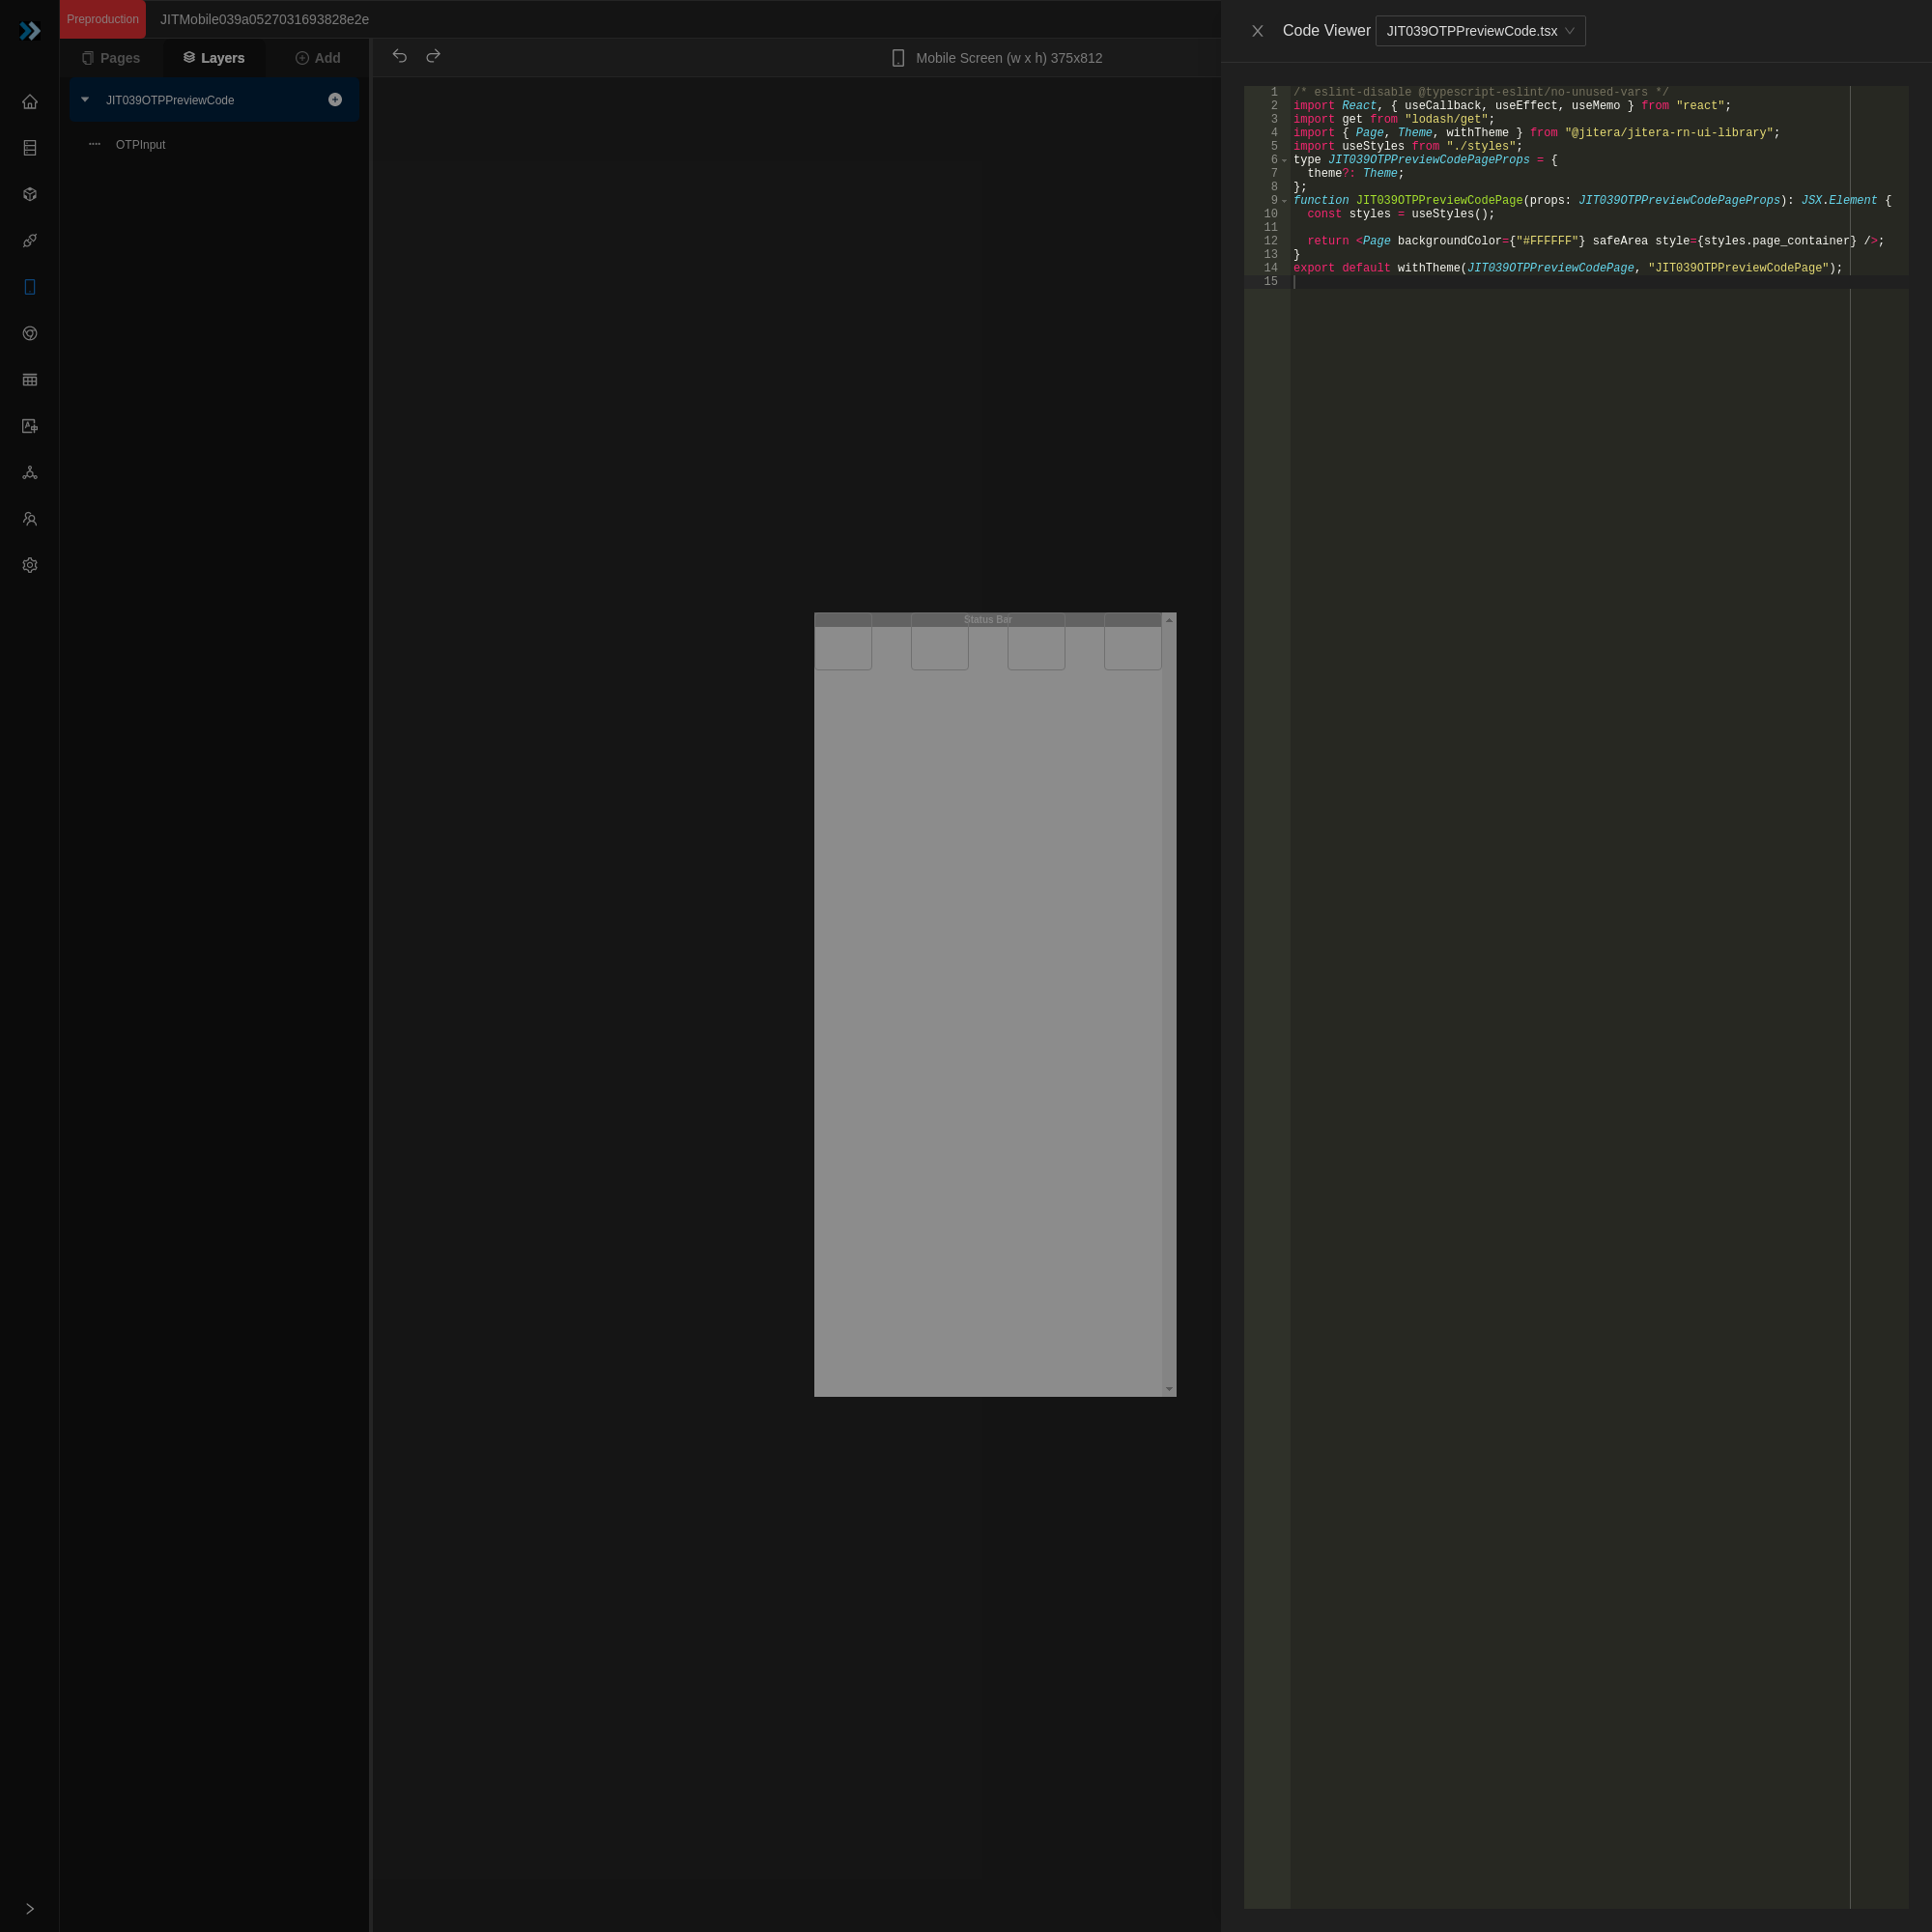 Preproduction
JITMobile039a0527031693828e2e
Pages
Layers
Add
JIT039OTPPreviewCode
OTPInput
Mobile Screen (w x h) 375x812
Status Bar
Code Viewer
JIT039OTPPreviewCode.tsx
1 /* eslint-disable @typescript-eslint/no-unused-vars */
2 import React, { useCallback, useEffect, useMemo } from "react";
3 import get from "lodash/get";
4 import { Page, Theme, withTheme } from "@jitera/jitera-rn-ui-library";
5 import useStyles from "./styles";
6 type JIT039OTPPreviewCodePageProps = {
7   theme?: Theme;
8 };
9 function JIT039OTPPreviewCodePage(props: JIT039OTPPreviewCodePageProps): JSX.Element {
10   const styles = useStyles();
11
12   return <Page backgroundColor={"#FFFFFF"} safeArea style={styles.page_container} />;
13 }
14 export default withTheme(JIT039OTPPreviewCodePage, "JIT039OTPPreviewCodePage");
15